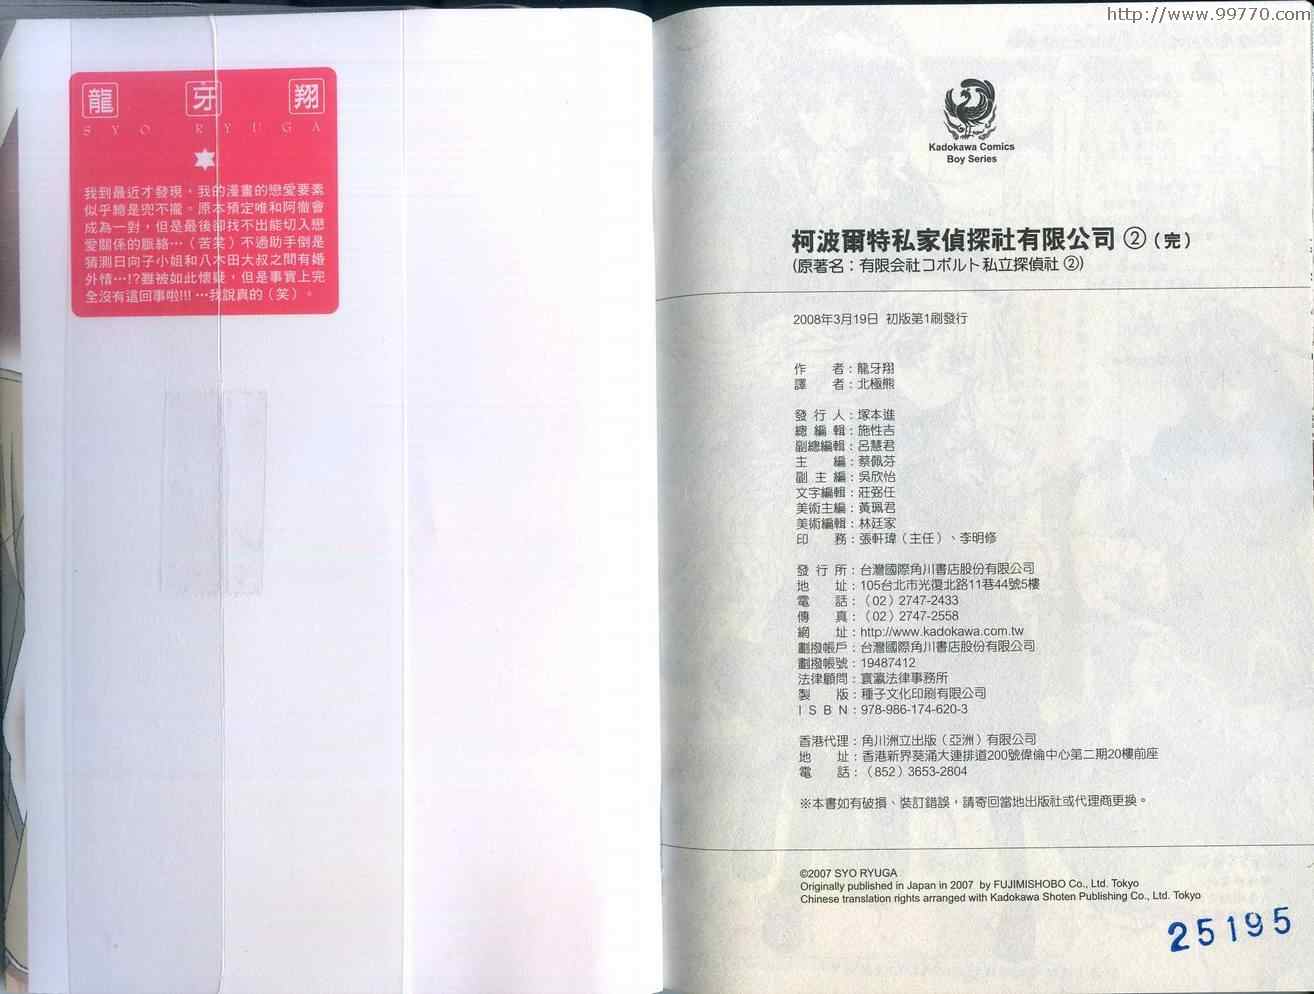 http://www.99770.com
龍牙翔
SYO RYUGA
我到最近才發現，我的漫畫的戀愛要素
似乎總是兜不攏。原本預定唯和阿徹會
成為一對，但是最後卻找不出能切入戀
愛關係的脈絡…（苦笑）不過助手倒是
猜測日向子小姐和八木田大叔之間有婚
外情…!?雖被如此懷疑，但是事實上完
全沒有這回事啦!!! …我說真的（笑）。
Kadokawa Comics
Boy Series
柯波爾特私家偵探社有限公司 ②（完）
(原著名：有限会社コボルト私立探偵社 ②)
2008年3月19日 初版第1刷發行
作　　者：龍牙翔
譯　　者：北極熊
發 行 人：塚本進
總 編 輯：施性吉
副總編輯：呂慧君
主　　編：蔡佩芬
副 主 編：吳欣怡
文字編輯：莊弼任
美術主編：黃珮君
美術編輯：林廷家
印　　務：張軒瑋（主任）、李明修
發 行 所：台灣國際角川書店股份有限公司
地　　址：105台北市光復北路11巷44號5樓
電　　話：（02）2747-2433
傳　　真：（02）2747-2558
網　　址：http://www.kadokawa.com.tw
劃撥帳戶：台灣國際角川書店股份有限公司
劃撥帳號：19487412
法律顧問：寰瀛法律事務所
製　　版：種子文化印刷有限公司
ＩＳＢＮ：978-986-174-620-3
香港代理：角川洲立出版（亞洲）有限公司
地　　址：香港新界葵涌大連排道200號偉倫中心第二期20樓前座
電　　話：（852）3653-2804
※本書如有破損、裝訂錯誤，請寄回當地出版社或代理商更換。
©2007 SYO RYUGA
Originally published in Japan in 2007 by FUJIMISHOBO Co., Ltd. Tokyo
Chinese translation rights arranged with Kadokawa Shoten Publishing Co., Ltd. Tokyo
25195